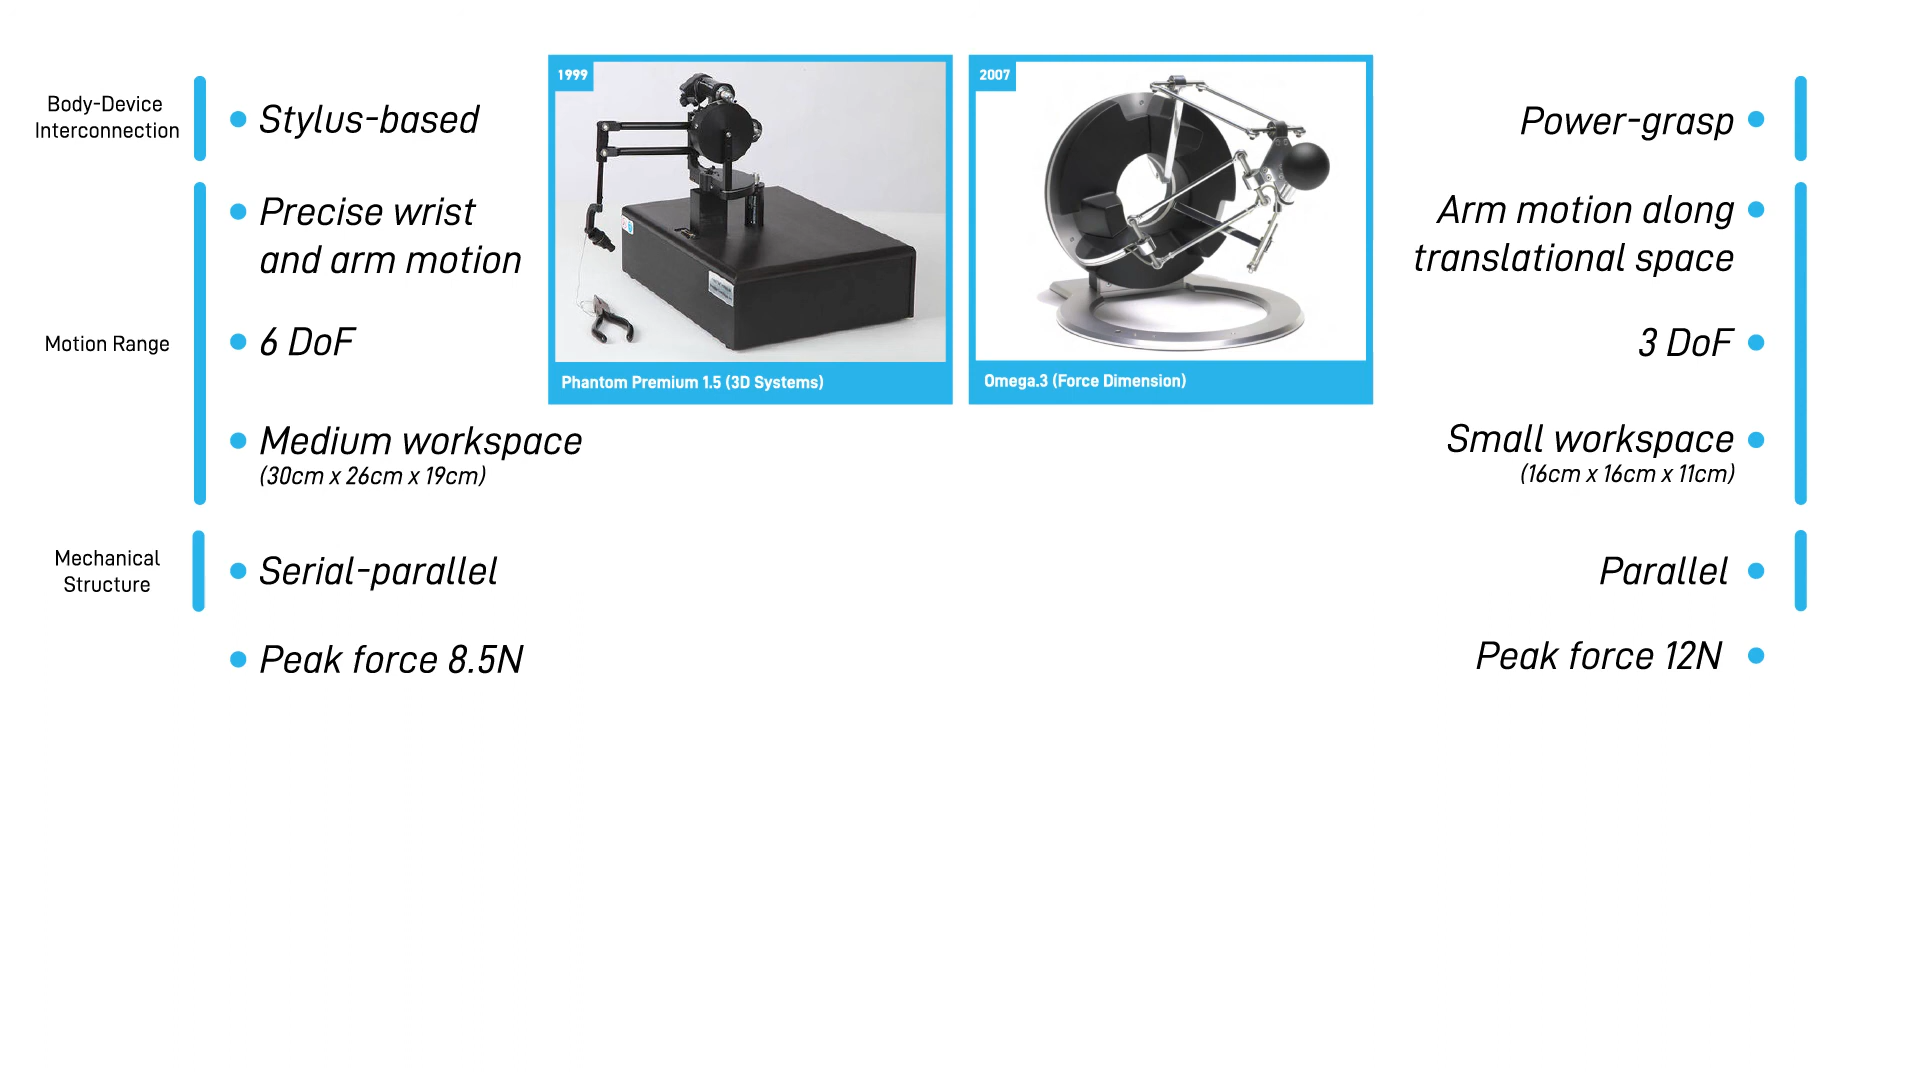 Body-Device
Interconnection
Stylus-based
Precise wrist
and arm motion
Motion Range
6 DoF
Medium workspace
(30cm x 26cm x 19cm)
Mechanical
Structure
Serial-parallel
Peak force 8.5N
1999
Phantom Premium 1.5 (3D Systems)
2007
Omega.3 (Force Dimension)
Power-grasp
Arm motion along
translational space
3 DoF
Small workspace
(16cm x 16cm x 11cm)
Parallel
Peak force 12N